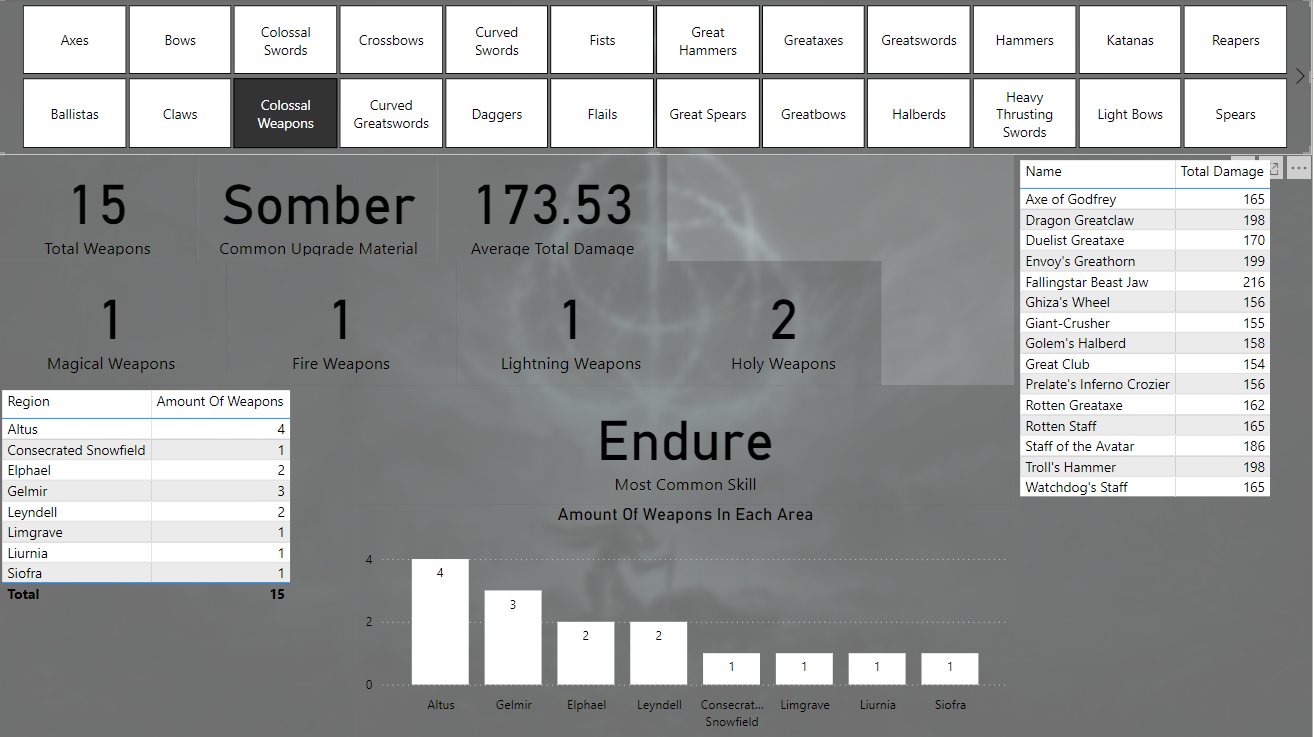 Axes
Bows
Colossal
Swords
Crossbows
Curved
Swords
Fists
Great
Hammers
Greataxes
Greatswords
Hammers
Katanas
Reapers
Ballistas
Claws
Colossal
Weapons
Curved
Greatswords
Daggers
Flails
Great Spears
Greatbows
Halberds
Heavy
Thrusting
Swords
Light Bows
Spears
15
Total Weapons
Somber
Common Upgrade Material
173.53
Average Total Damage
1
Magical Weapons
1
Fire Weapons
1
Lightning Weapons
2
Holy Weapons
Name Total Damage
Axe of Godfrey 165
Dragon Greatclaw 198
Duelist Greataxe 170
Envoy's Greathorn 199
Fallingstar Beast Jaw 216
Ghiza's Wheel 156
Giant-Crusher 155
Golem's Halberd 158
Great Club 154
Prelate's Inferno Crozier 156
Rotten Greataxe 162
Rotten Staff 165
Staff of the Avatar 186
Troll's Hammer 198
Watchdog's Staff 165
Region Amount Of Weapons
Altus 4
Consecrated Snowfield 1
Elphael 2
Gelmir 3
Leyndell 2
Limgrave 1
Liurnia 1
Siofra 1
Total 15
Endure
Most Common Skill
Amount Of Weapons In Each Area
4
2
0
4
3
2
2
1
1
1
1
Altus
Gelmir
Elphael
Leyndell
Consecrat...
Snowfield
Limgrave
Liurnia
Siofra